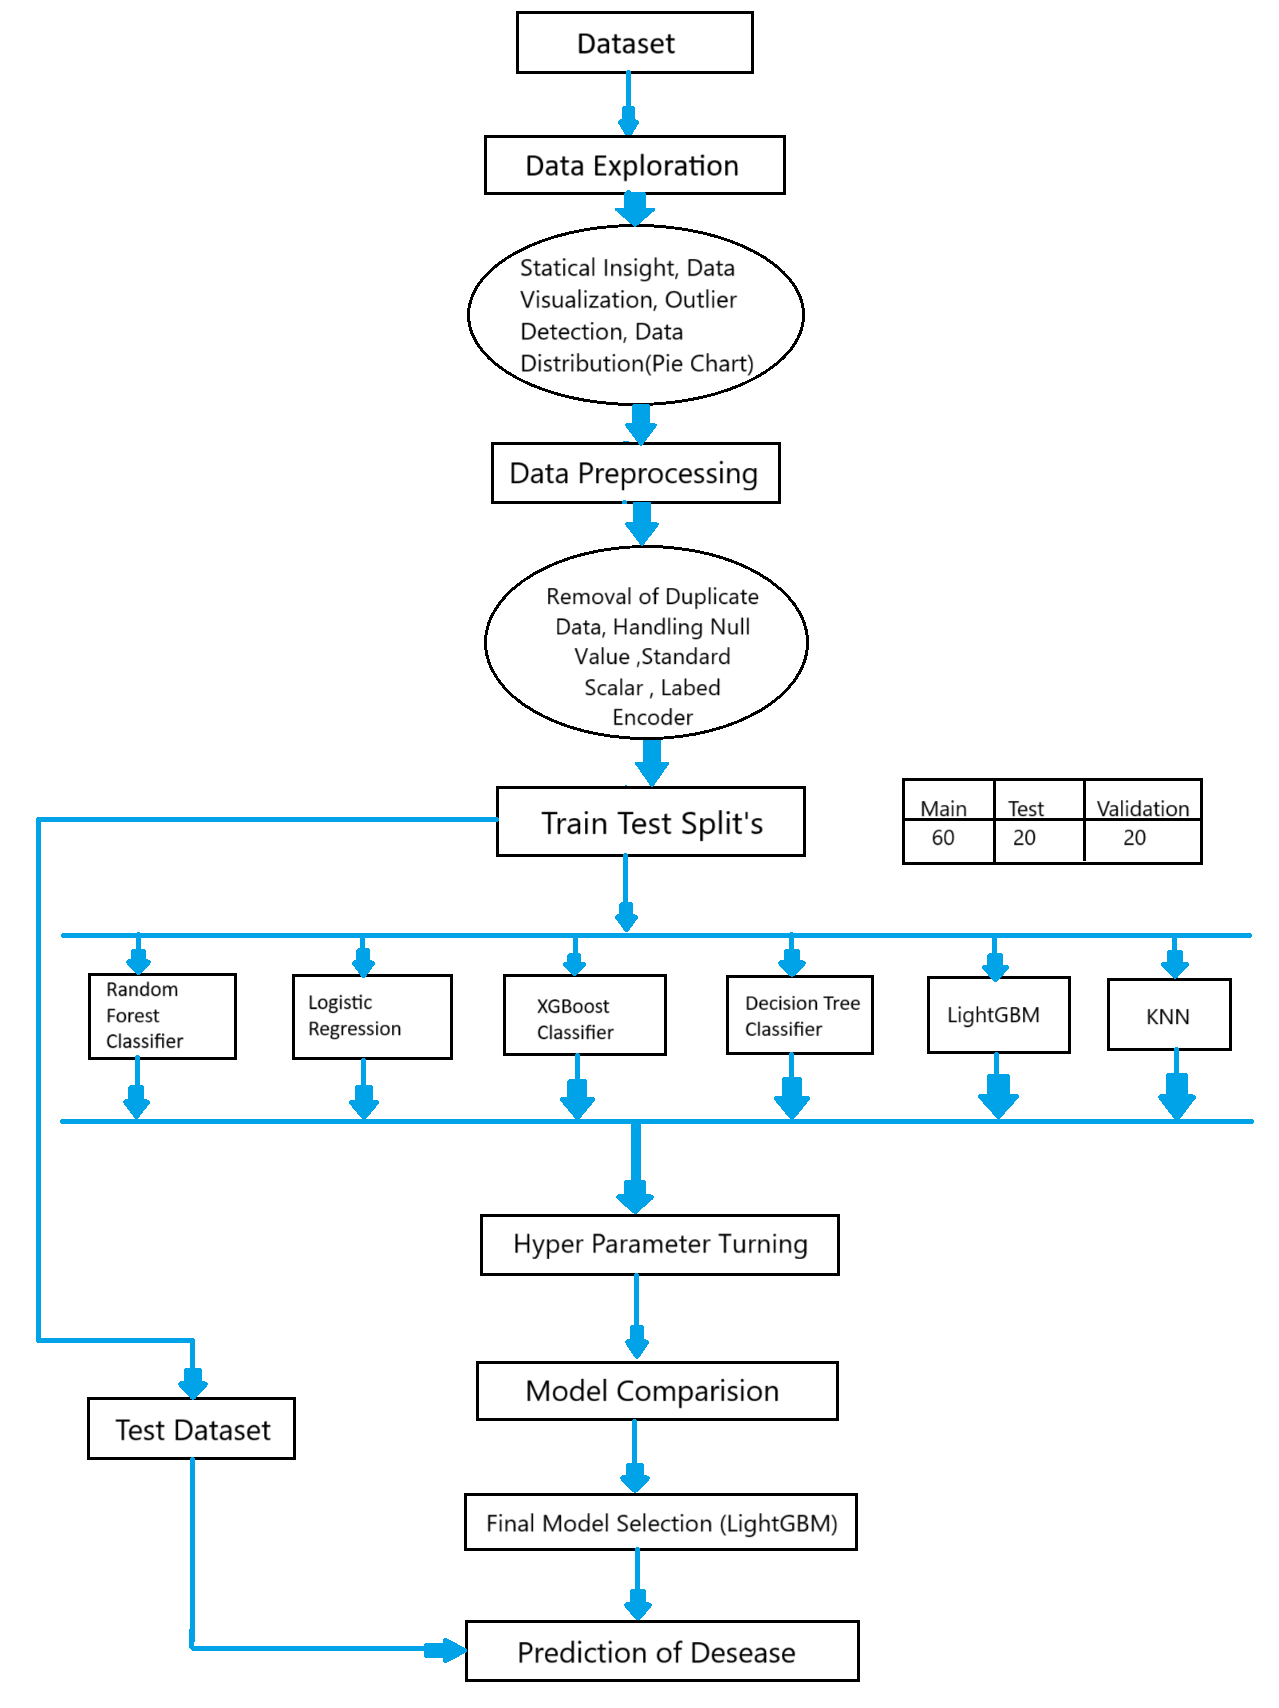 Dataset
Data Exploration
Statical Insight, Data
Visualization, Outlier
Detection, Data
Distribution(Pie Chart)
Data Preprocessing
Removal of Duplicate
Data, Handling Null
Value ,Standard
Scalar , Labed
Encoder
Train Test Split's
Main Test Validation
60 20 20
Random
Forest
Classifier
Logistic
Regression
XGBoost
Classifier
Decision Tree
Classifier
LightGBM
KNN
Hyper Parameter Turning
Model Comparision
Test Dataset
Final Model Selection (LightGBM)
Prediction of Desease